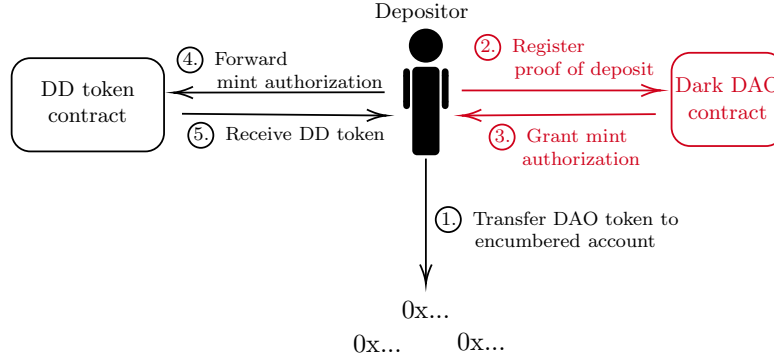 Depositor
4. Forward
mint authorization
2. Register
proof of deposit
DD token
contract
Dark DAO
contract
5. Receive DD token
3. Grant mint
authorization
1. Transfer DAO token to
encumbered account
0x...
0x...
0x...